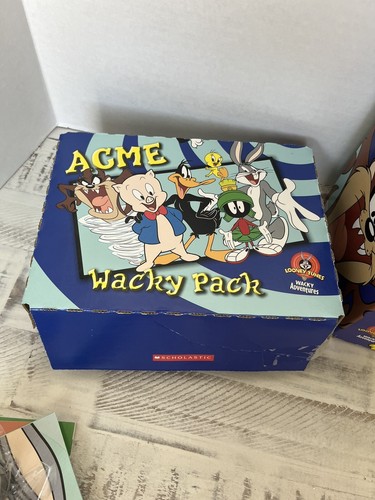 ACME
Wacky Pack
LOONEY TUNES
WACKY
Adventures
SCHOLASTIC